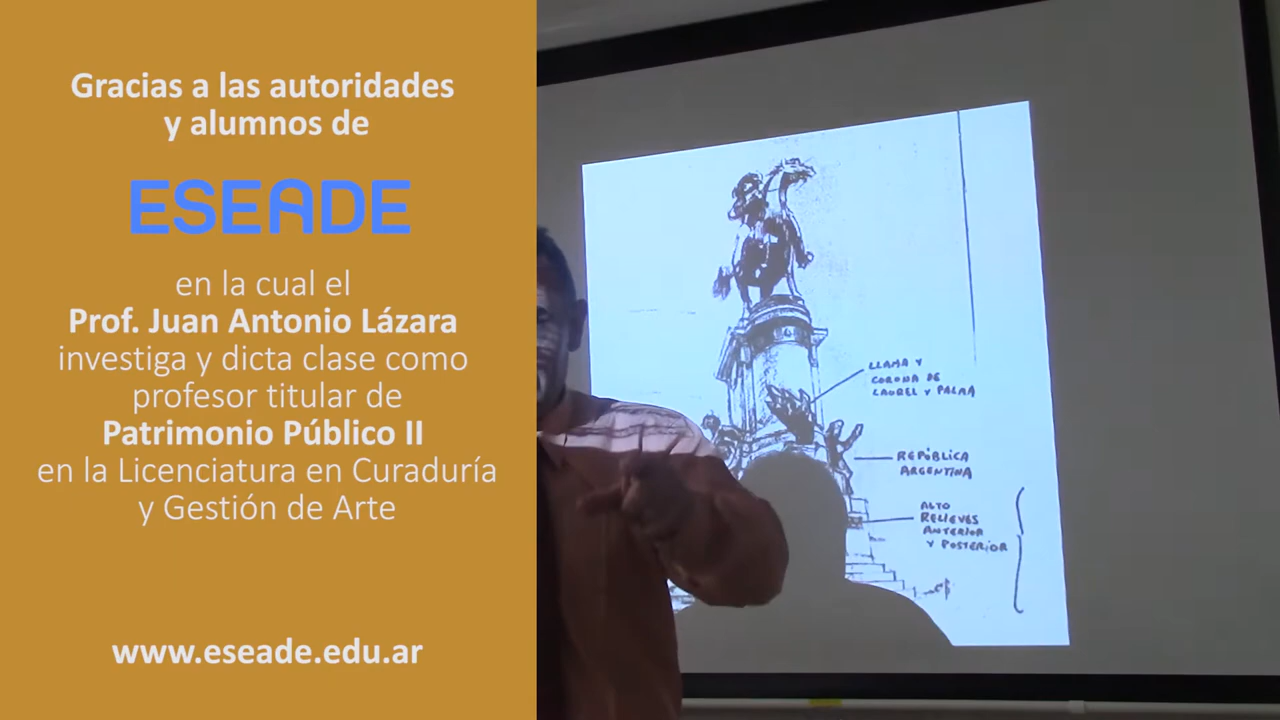 Gracias a las autoridades
y alumnos de
ESEADE
en la cual el
Prof. Juan Antonio Lázara
investiga y dicta clase como
profesor titular de
Patrimonio Público II
en la Licenciatura en Curaduría
y Gestión de Arte
www.eseade.edu.ar
LLAMA Y
CORONA DE
LAUREL Y PALMA
REPÚBLICA
ARGENTINA
ALTO
RELIEVES
ANTERIOR
Y POSTERIOR